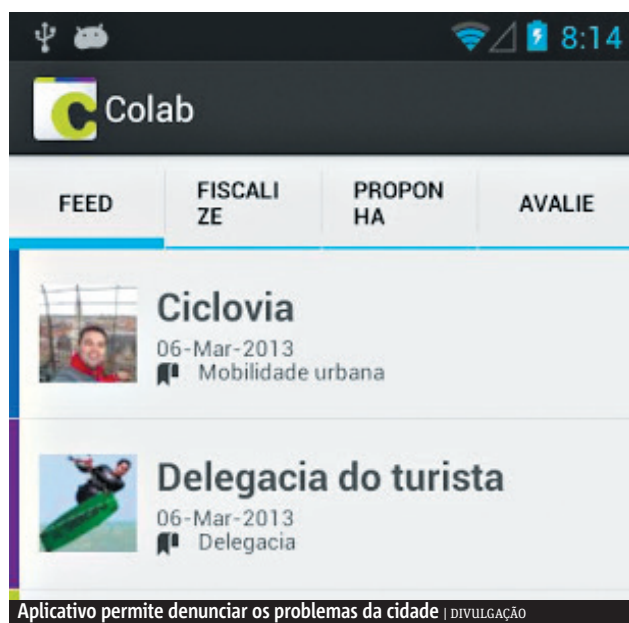 8:14
Colab
FEED
FISCALI
ZE
PROPON
HA
AVALIE
Ciclovia
06-Mar-2013
Mobilidade urbana
Delegacia do turista
06-Mar-2013
Delegacia
Aplicativo permite denunciar os problemas da cidade | DIVULGAÇÃO